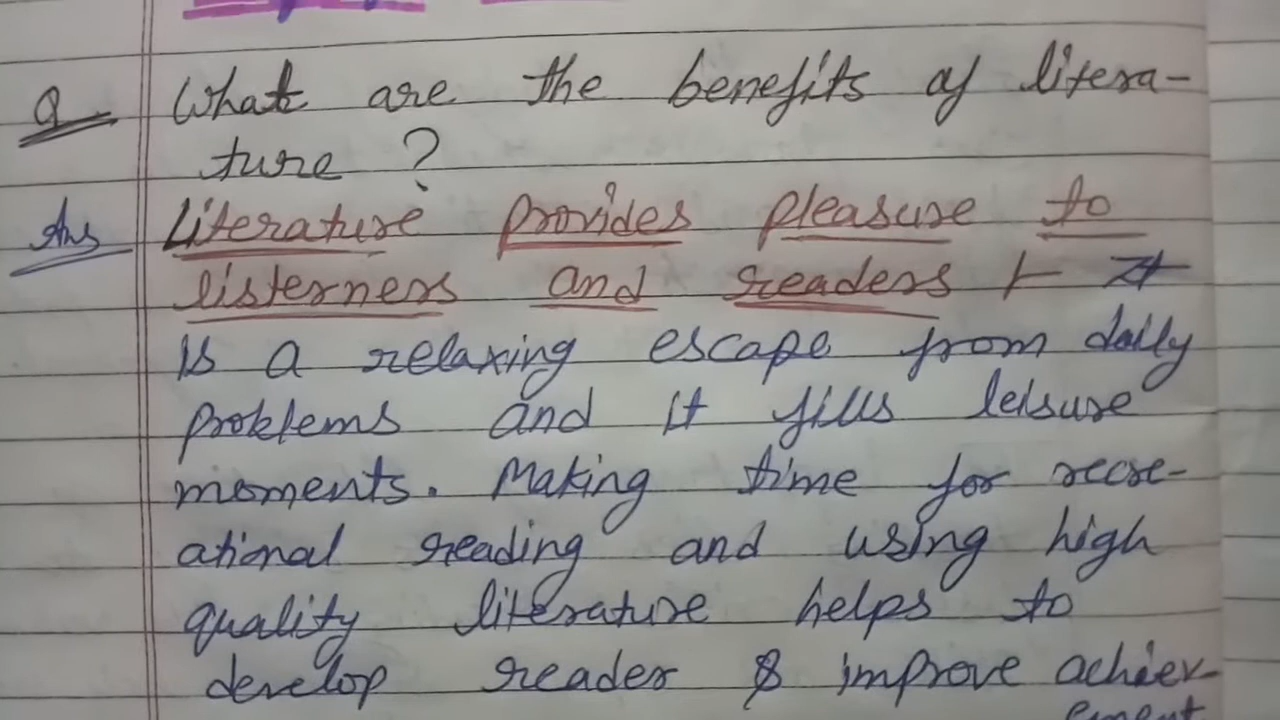 Q What are the benefits of litera-
ture ?
Ans Literature provides pleasure to
listerners and readers :- It
is a relaxing escape from daily
problems and it fills leisure
moments. Making time for recre-
ational reading and using high
quality literature helps to
develop reader & improve achiev-
ement